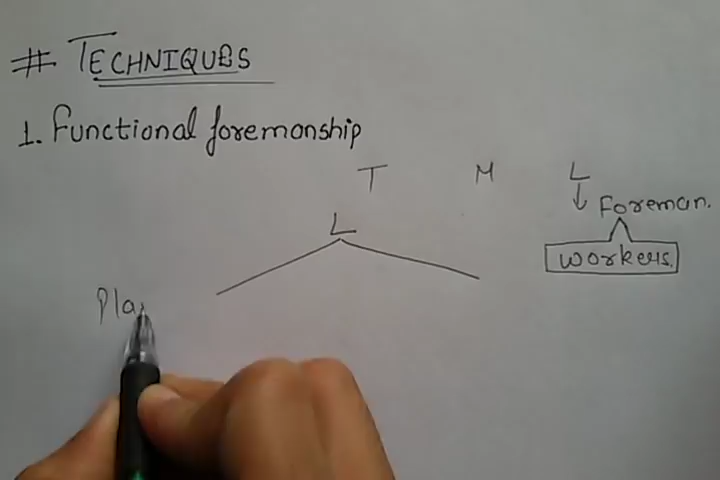 # TECHNIQUES
1. Functional foremanship
T M L
Foreman.
L
workers.
Pla